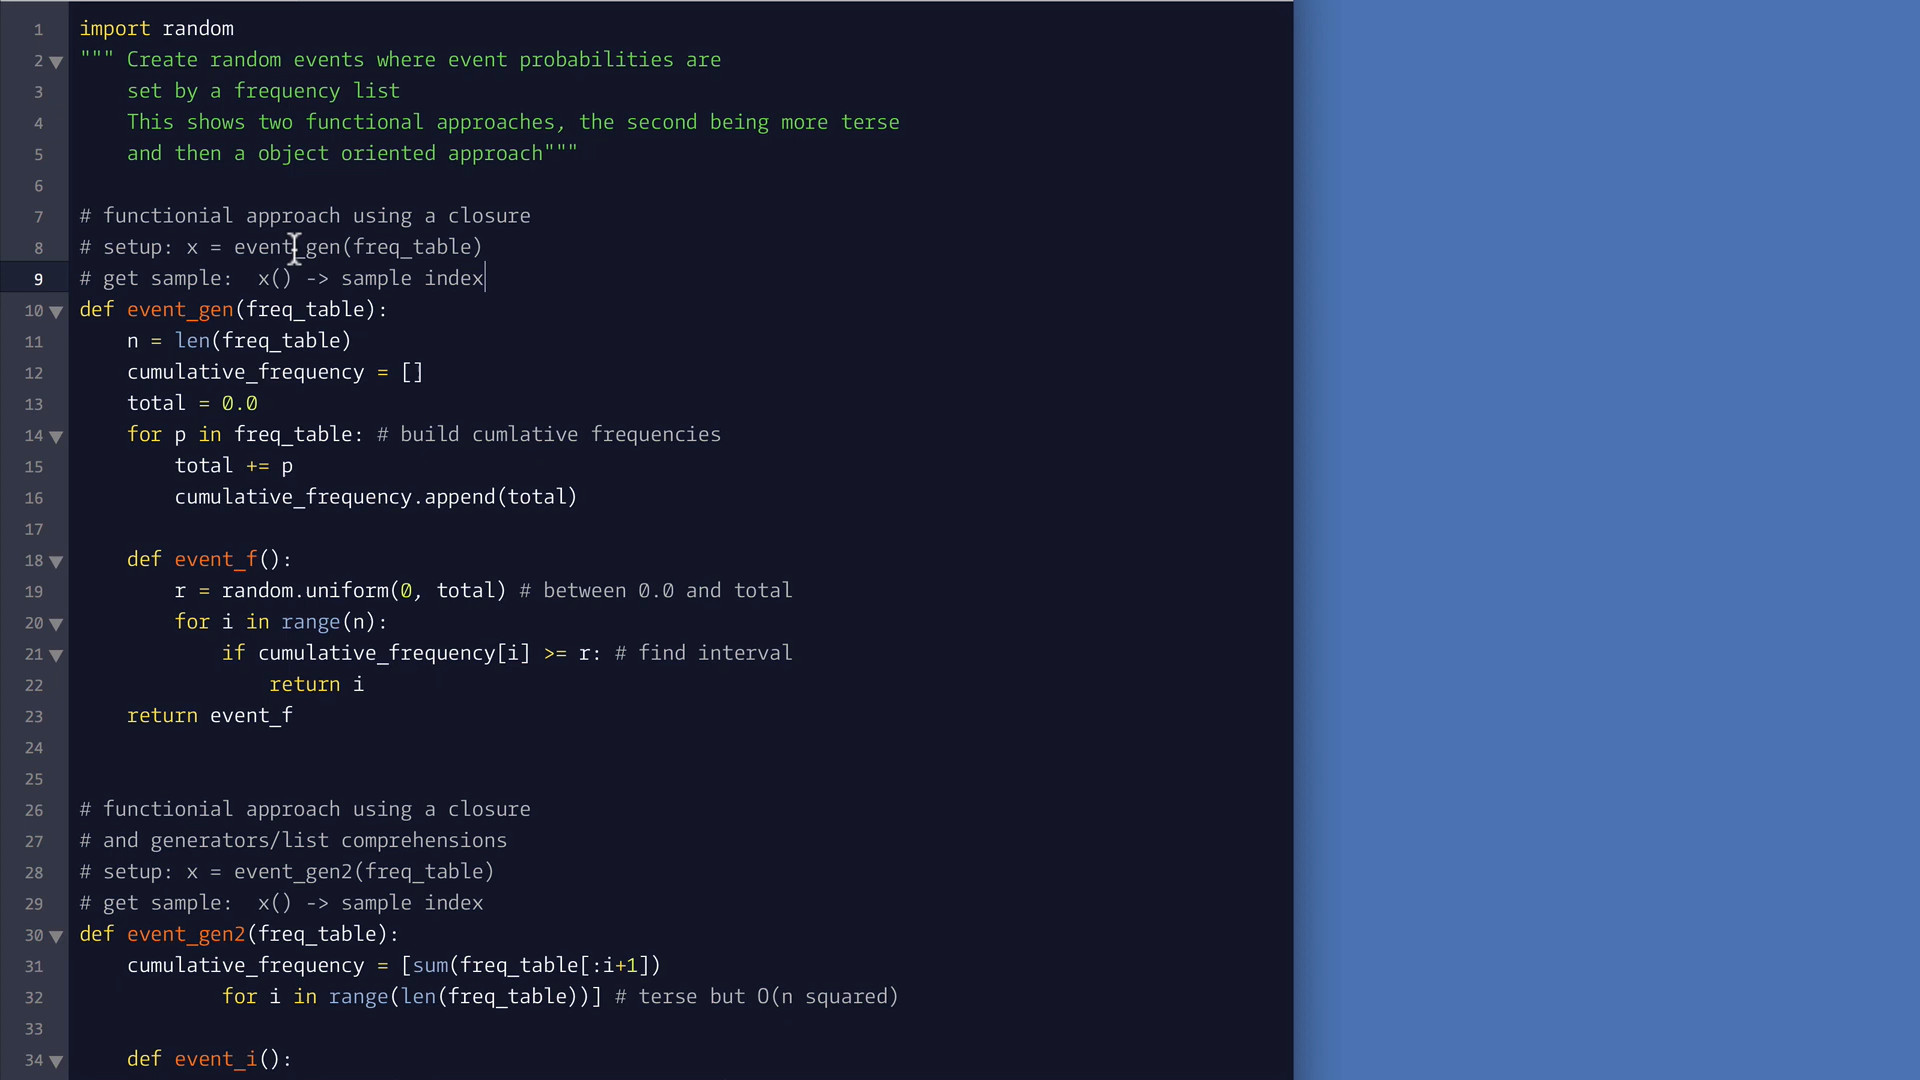 1 import random
2 """ Create random events where event probabilities are
3     set by a frequency list
4     This shows two functional approaches, the second being more terse
5     and then a object oriented approach"""
6
7 # functionial approach using a closure
8 # setup: x = event_gen(freq_table)
9 # get sample:  x() -> sample index
10 def event_gen(freq_table):
11     n = len(freq_table)
12     cumulative_frequency = []
13     total = 0.0
14     for p in freq_table: # build cumlative frequencies
15         total += p
16         cumulative_frequency.append(total)
17
18     def event_f():
19         r = random.uniform(0, total) # between 0.0 and total
20         for i in range(n):
21             if cumulative_frequency[i] >= r: # find interval
22                 return i
23     return event_f
24
25
26 # functionial approach using a closure
27 # and generators/list comprehensions
28 # setup: x = event_gen2(freq_table)
29 # get sample:  x() -> sample index
30 def event_gen2(freq_table):
31     cumulative_frequency = [sum(freq_table[:i+1])
32             for i in range(len(freq_table))] # terse but O(n squared)
33
34     def event_i():